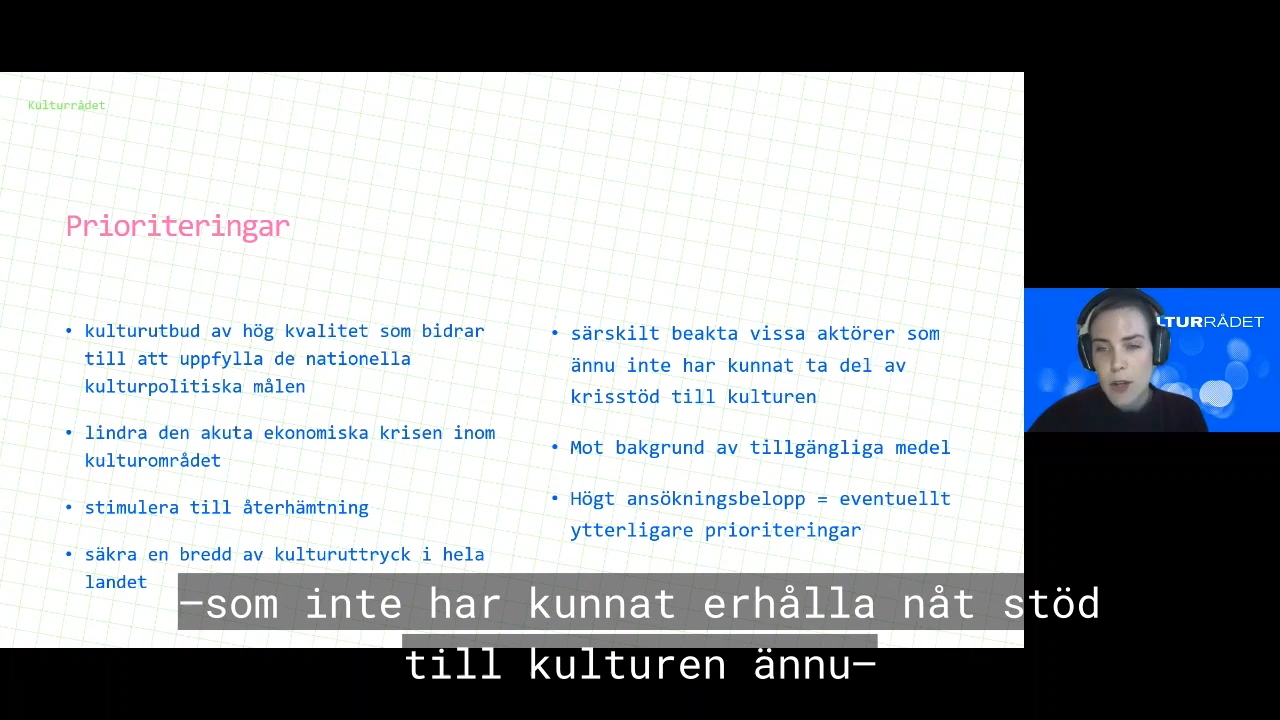 Kulturrådet
Prioriteringar
• kulturutbud av hög kvalitet som bidrar
till att uppfylla de nationella
kulturpolitiska målen
• lindra den akuta ekonomiska krisen inom
kulturområdet
• stimulera till återhämtning
• säkra en bredd av kulturuttryck i hela
landet
• särskilt beakta vissa aktörer som
ännu inte har kunnat ta del av
krisstöd till kulturen
• Mot bakgrund av tillgängliga medel
• Högt ansökningsbelopp = eventuellt
ytterligare prioriteringar
LTURRÅDET
–som inte har kunnat erhålla nåt stöd
till kulturen ännu–